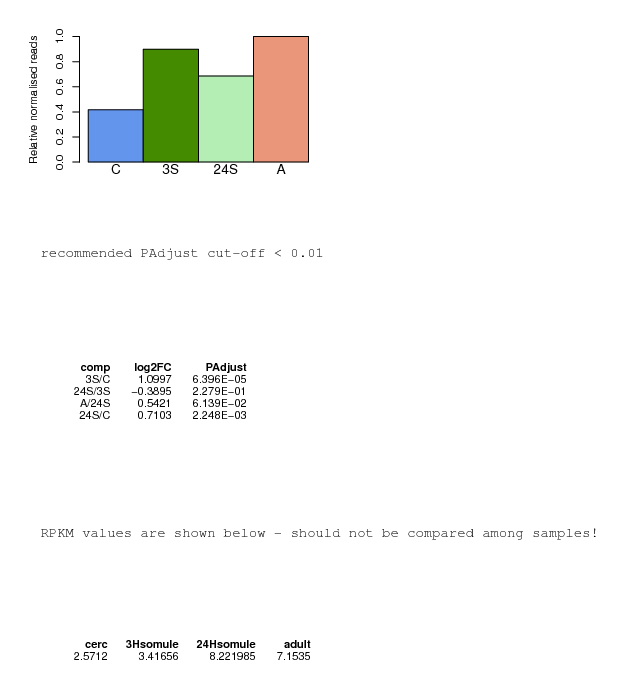 Relative normalised reads
1.0
0.8
0.6
0.4
0.2
0.0
C 3S 24S A
recommended PAdjust cut-off < 0.01
comp log2FC PAdjust
3S/C 1.0997 6.396E-05
24S/3S -0.3895 2.279E-01
A/24S 0.5421 6.139E-02
24S/C 0.7103 2.248E-03
RPKM values are shown below - should not be compared among samples!
cerc 3Hsomule 24Hsomule adult
2.5712 3.41656 8.221985 7.1535